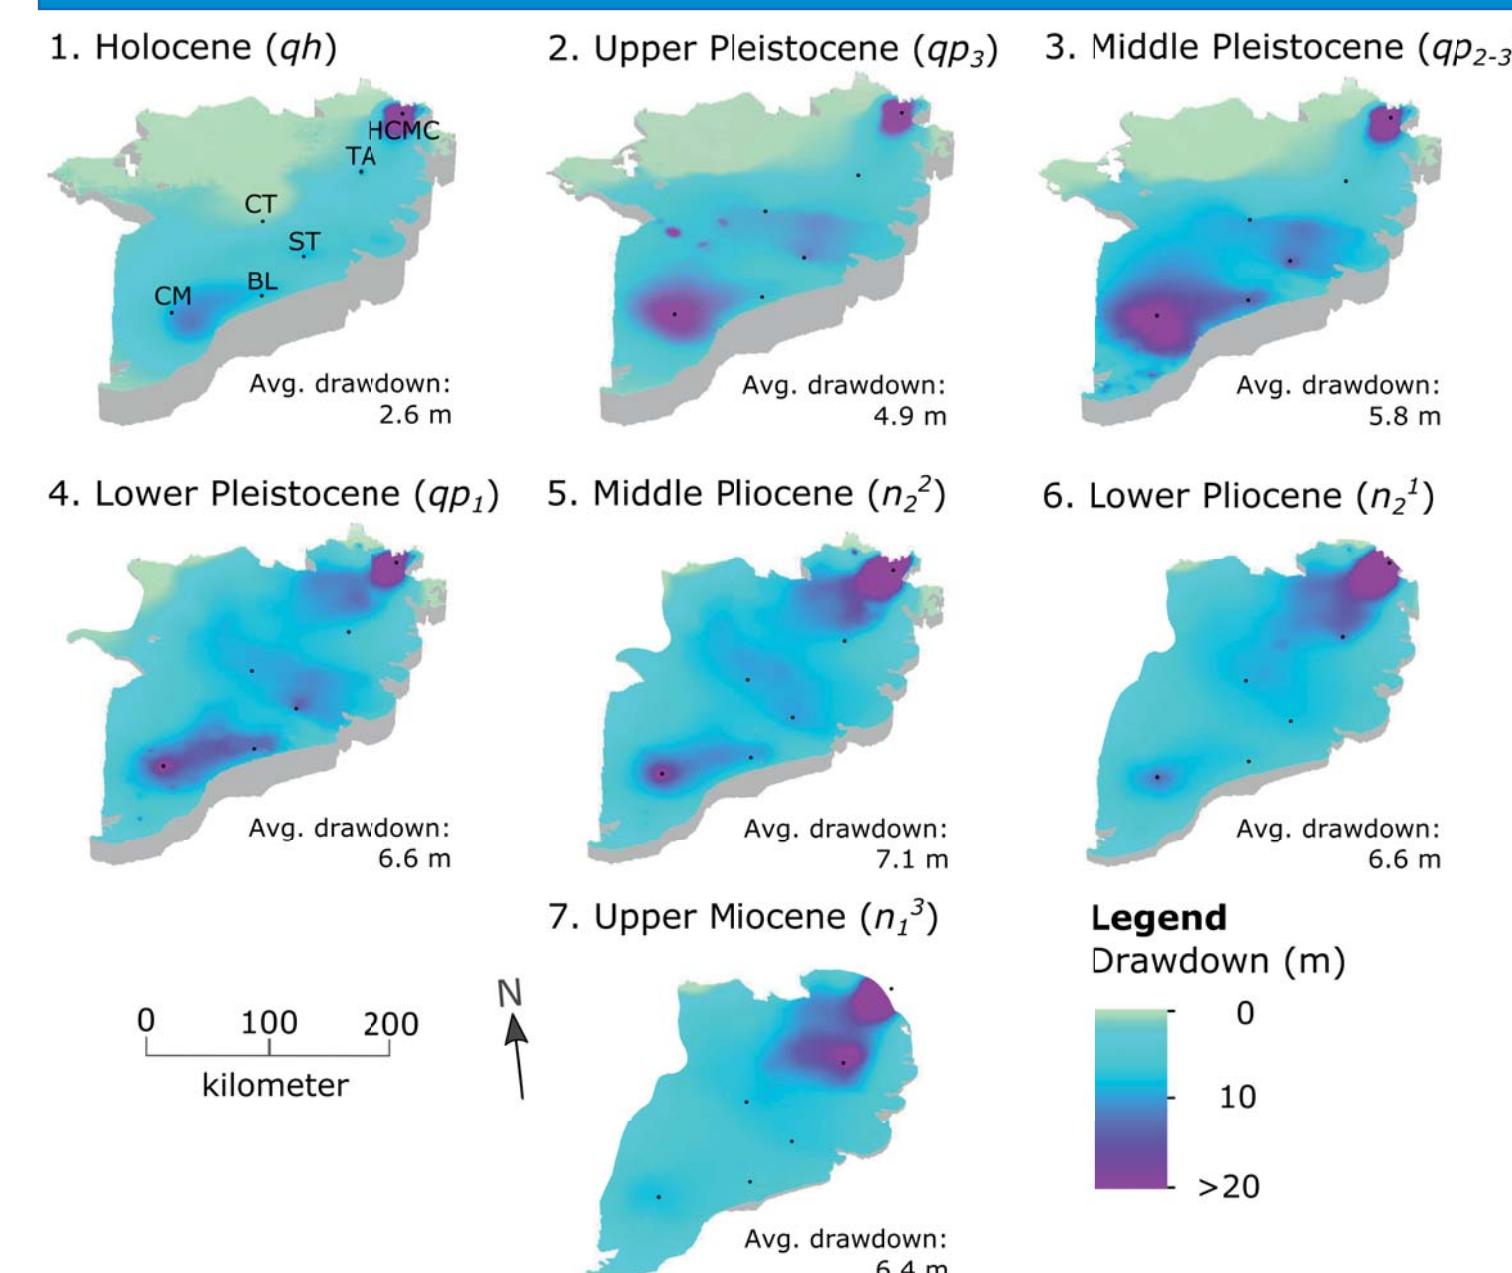 1. Holocene (qh)
2. Upper Pleistocene (qp3)
3. Middle Pleistocene (qp2-3
HCMC
TA
CT
ST
BL
CM
Avg. drawdown:
2.6 m
Avg. drawdown:
4.9 m
Avg. drawdown:
5.8 m
4. Lower Pleistocene (qp1)
5. Middle Pliocene (n2²)
6. Lower Pliocene (n2¹)
Avg. drawdown:
6.6 m
Avg. drawdown:
7.1 m
Avg. drawdown:
6.6 m
7. Upper Miocene (n1³)
Legend
Drawdown (m)
0
10
>20
0 100 200
kilometer
N
Avg. drawdown:
6.4 m